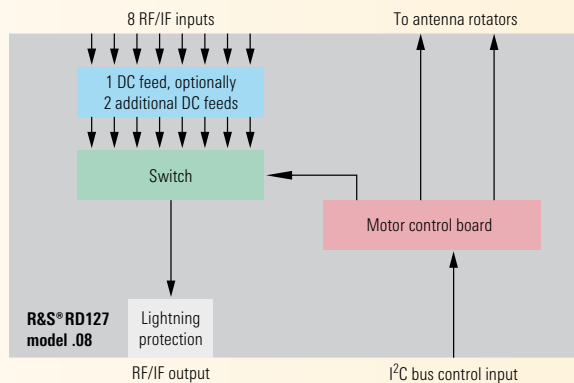 8 RF/IF inputs
To antenna rotators
1 DC feed, optionally
2 additional DC feeds
Switch
Motor control board
R&S® RD127
model .08
Lightning
protection
RF/IF output
I²C bus control input